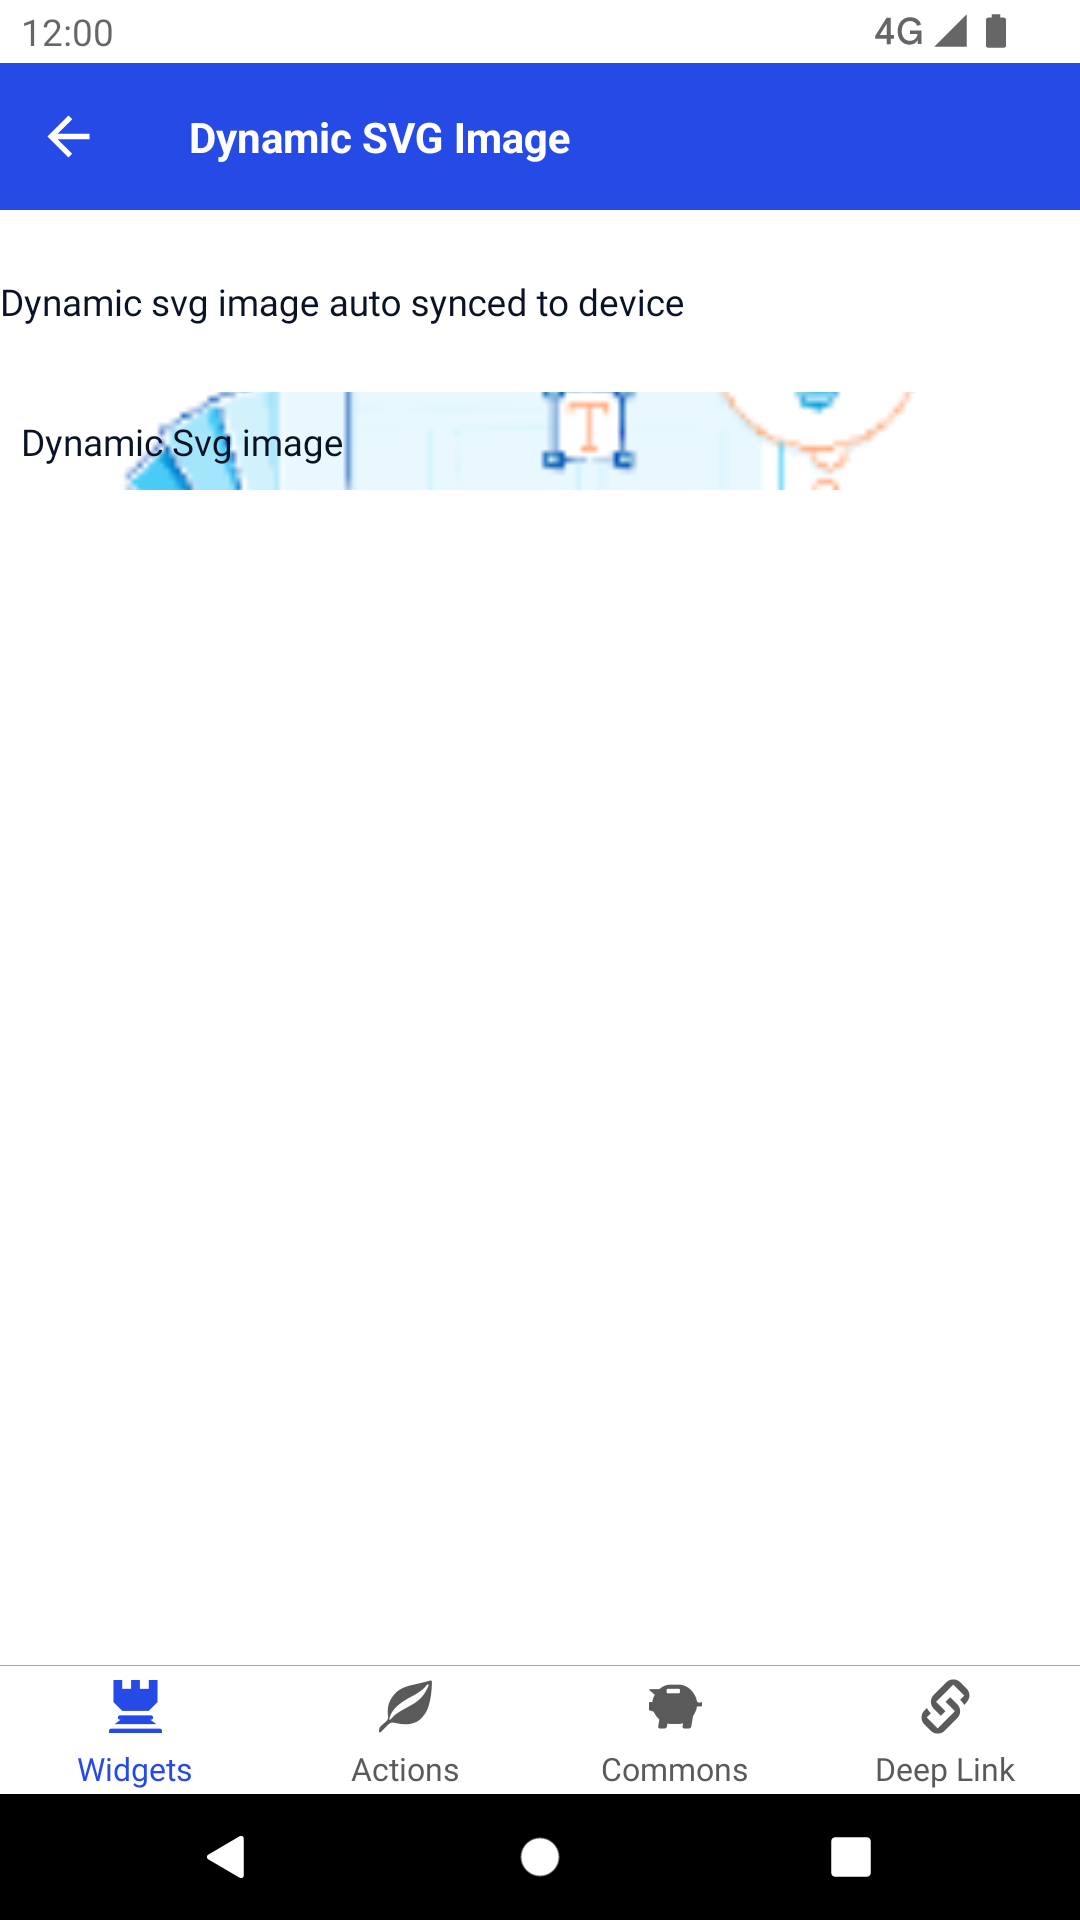 12:00
4G
Dynamic SVG Image
Dynamic svg image auto synced to device
T
Dynamic Svg image
Widgets
Actions
Commons
Deep Link